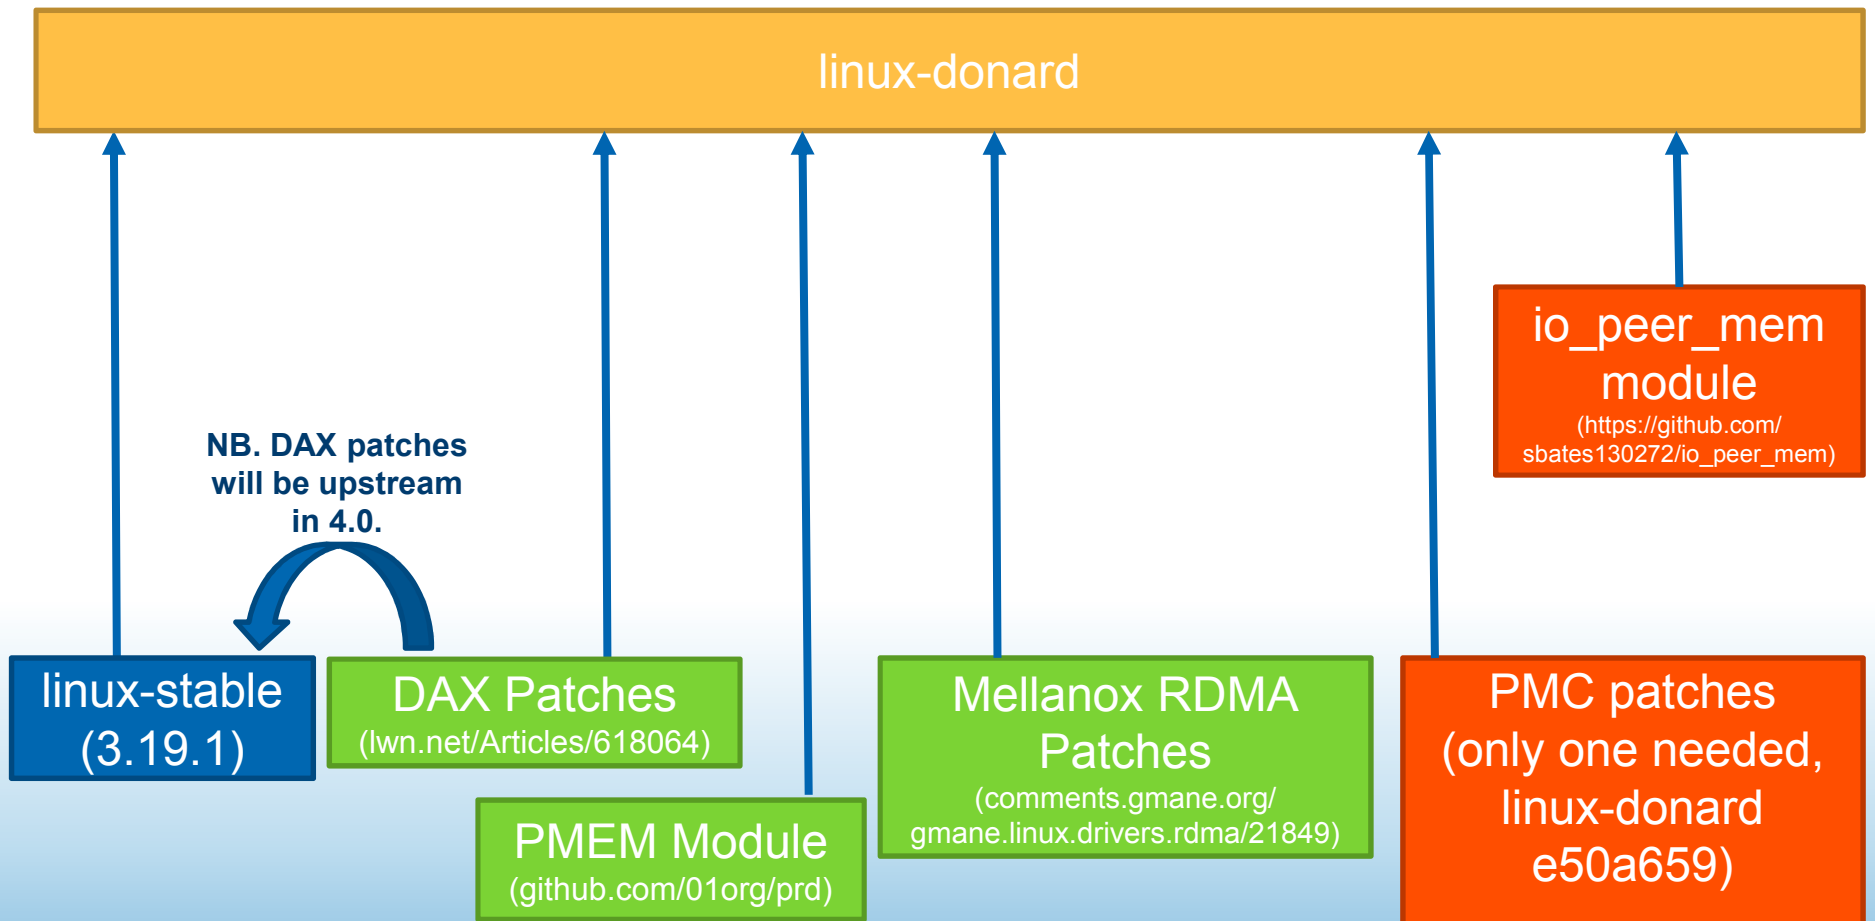 linux-donard
io_peer_mem
module
(https://github.com/
sbates130272/io_peer_mem)
NB. DAX patches
will be upstream
in 4.0.
linux-stable
(3.19.1)
DAX Patches
(lwn.net/Articles/618064)
PMEM Module
(github.com/01org/prd)
Mellanox RDMA
Patches
(comments.gmane.org/
gmane.linux.drivers.rdma/21849)
PMC patches
(only one needed,
linux-donard
e50a659)